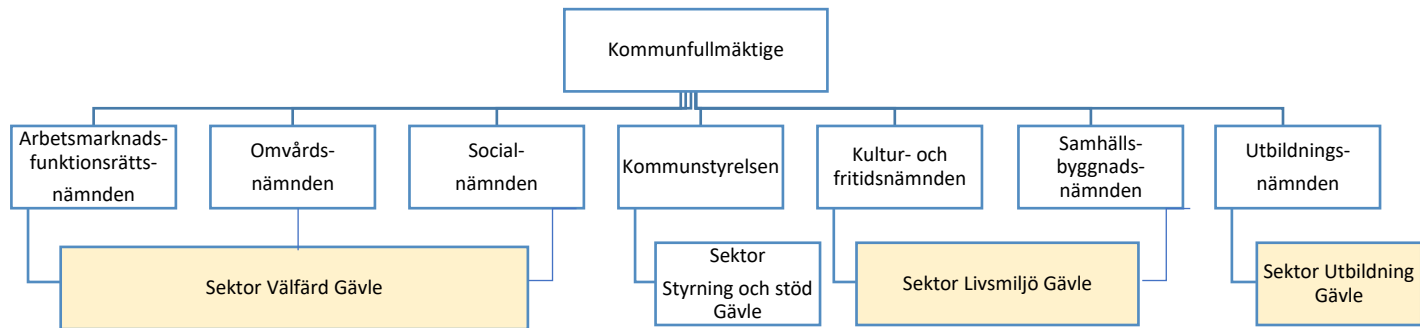 Kommunfullmäktige
Arbetsmarknads-
funktionsrätts-
nämnden
Omvårds-
nämnden
Social-
nämnden
Kommunstyrelsen
Kultur- och
fritidsnämnden
Samhälls-
byggnads-
nämnden
Utbildnings-
nämnden
Sektor Välfärd Gävle
Sektor
Styrning och stöd
Gävle
Sektor Livsmiljö Gävle
Sektor Utbildning
Gävle